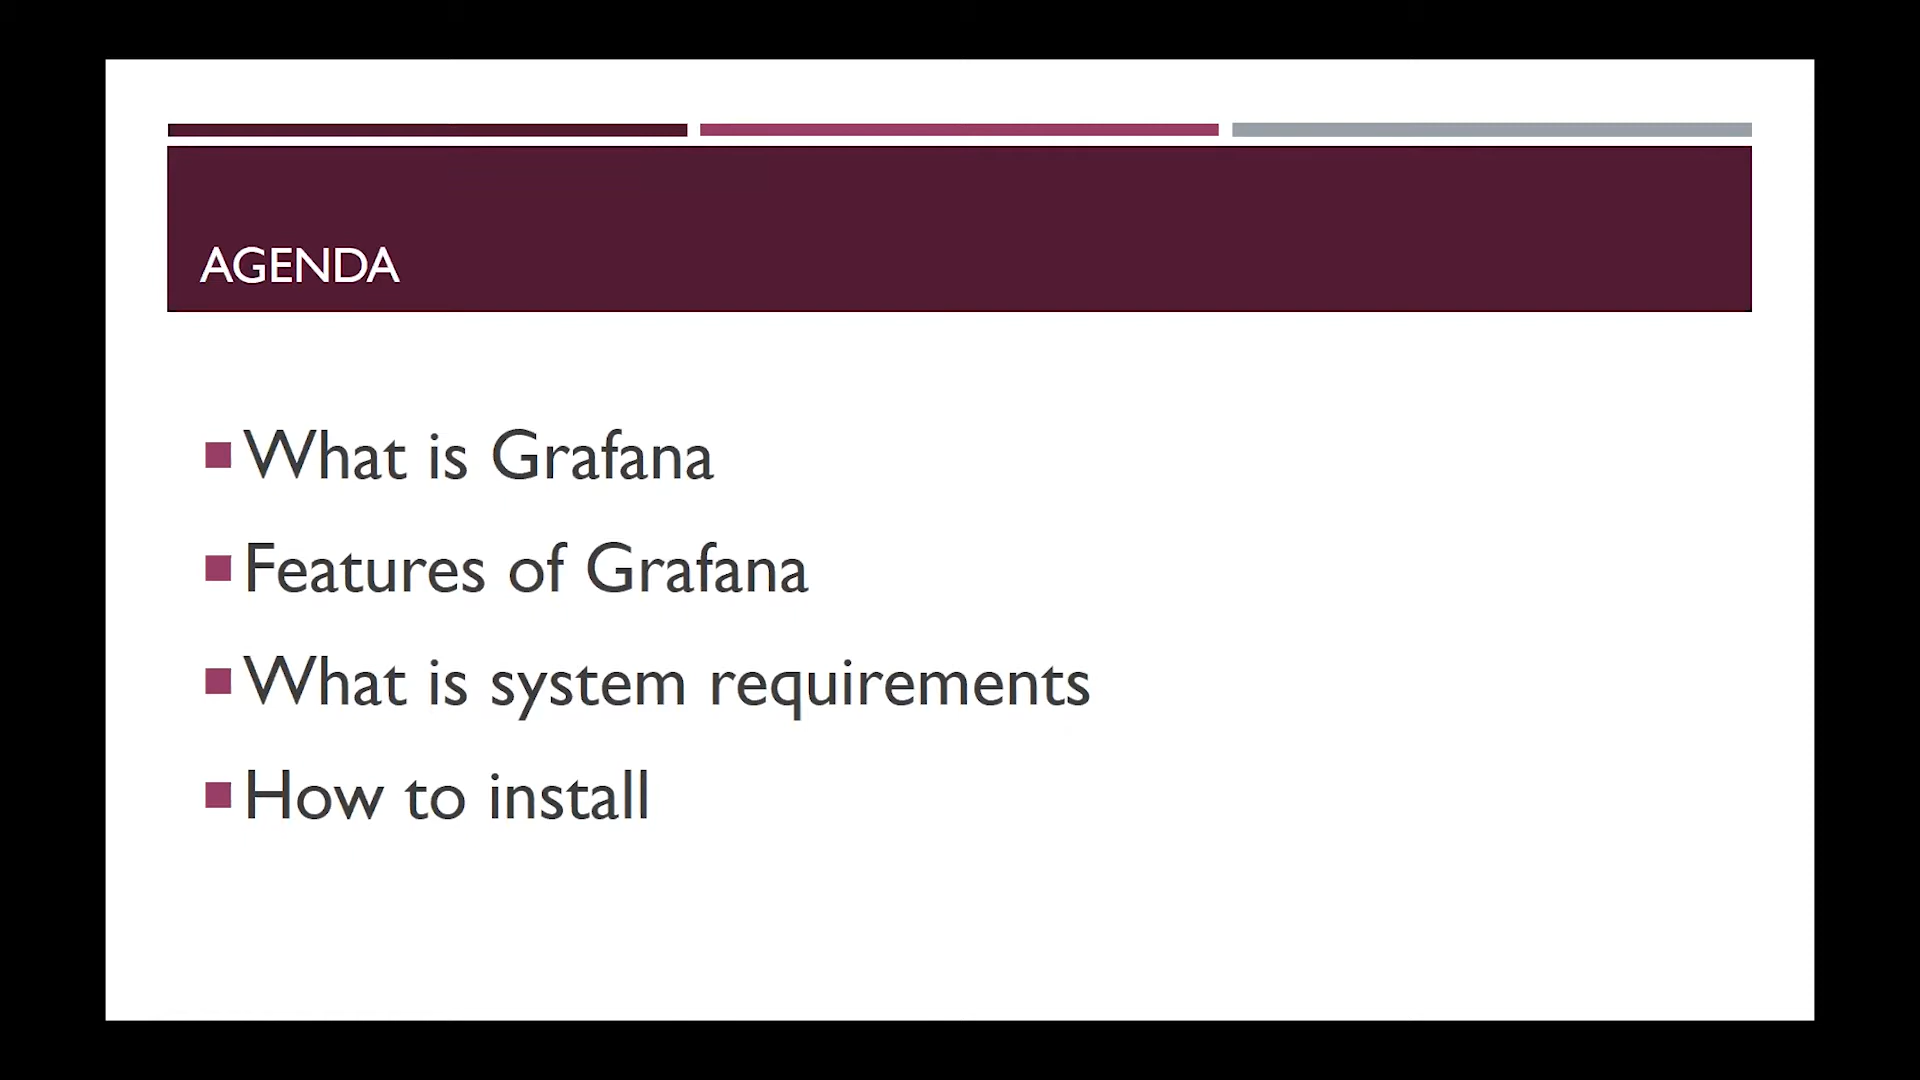 AGENDA
What is Grafana
Features of Grafana
What is system requirements
How to install